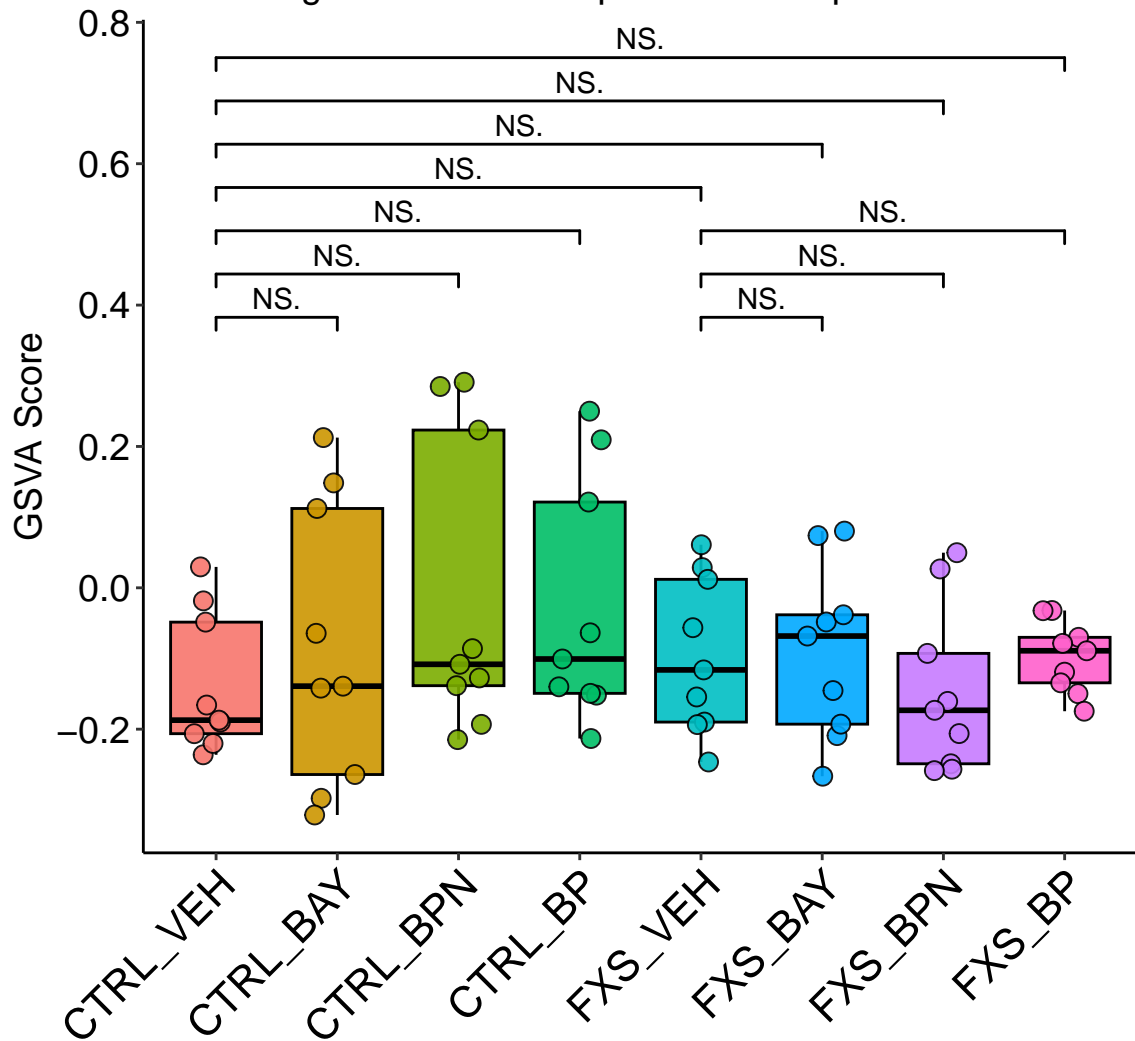 0.8
NS.
NS.
NS.
0.6
NS.
NS.
NS.
NS.
NS.
0.4
NS.
NS.
GSVA Score
0.2
0.0
−0.2
CTRL_VEH
CTRL_BAY
CTRL_BPN
CTRL_BP
FXS_VEH
FXS_BAY
FXS_BPN
FXS_BP